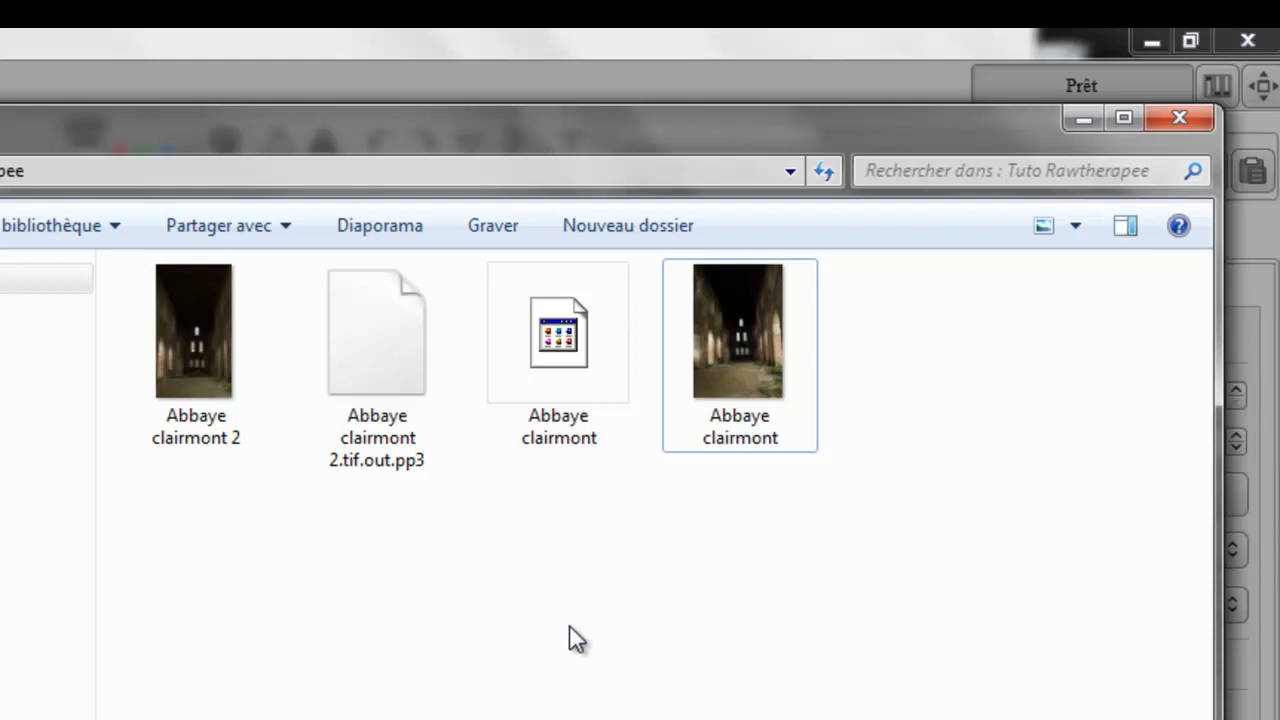 Prêt
pee
Rechercher dans : Tuto Rawtherapee
bibliothèque
Partager avec
Diaporama
Graver
Nouveau dossier
Abbaye
clairmont 2
Abbaye
clairmont
2.tif.out.pp3
Abbaye
clairmont
Abbaye
clairmont